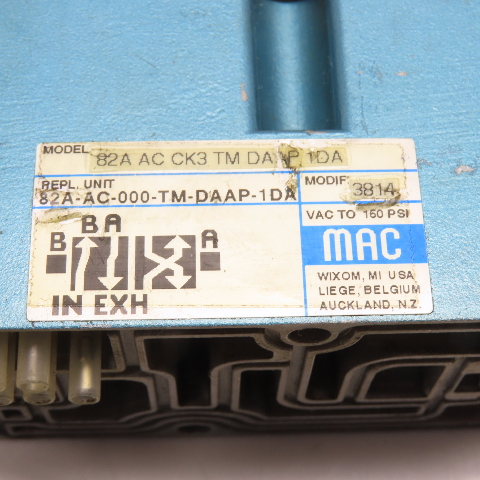 MODEL 82A AC CK3 TM DAAP 1DA
REPL. UNIT MODIF. 3814
82A-AC-000-TM-DAAP-1DA
VAC TO 150 PSI
B A
B A
MAC
IN EXH
WIXOM, MI USA
LIEGE, BELGIUM
AUCKLAND, N.Z.